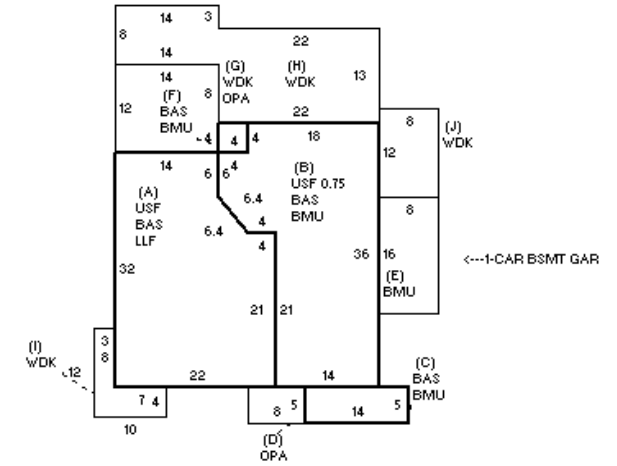 14 3
8
14
22
14
(G)
WDK
OPA
(H)
WDK
13
(F)
BAS
BMU
8
12
22
8
(J)
WDK
4 4 4
18
12
14
4
6 6
(B)
USF 0.75
BAS
BMU
(A)
USF
BAS
LLF
6.4
8
4
6.4
4
36 16
<---1-CAR BSMT GAR
32
(E)
BMU
21 21
3
8
(I)
WDK
12
22
14
(C)
BAS
BMU
7 4
8 5
14 5
10
(D)
OPA